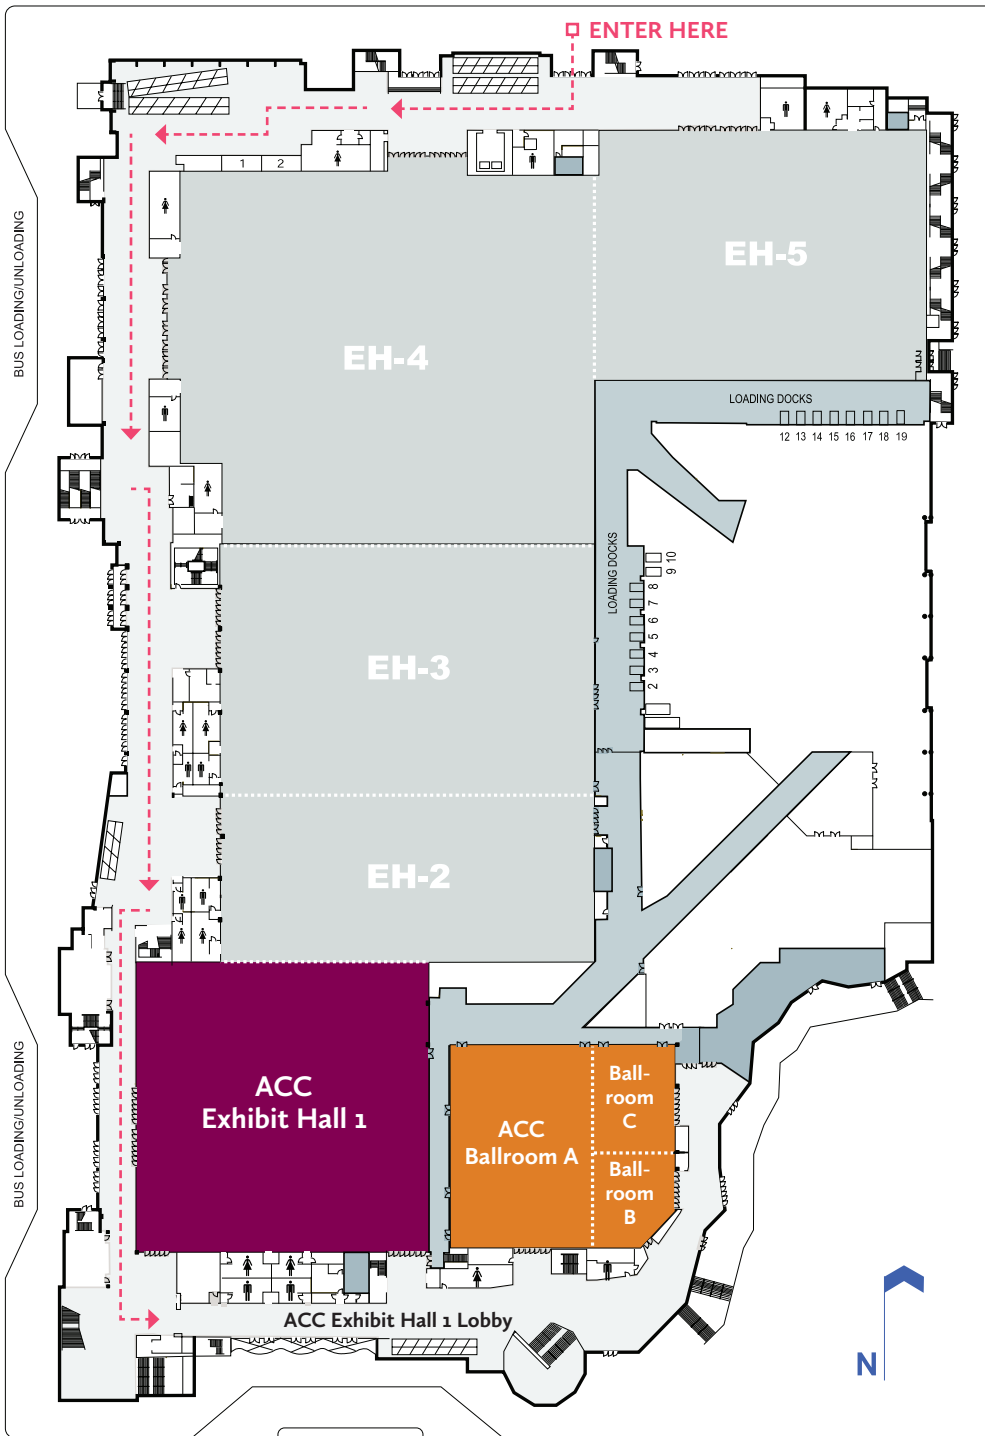 ENTER HERE
1
2
EH-5
EH-4
BUS LOADING/UNLOADING
LOADING DOCKS
12 13 14 15 16 17 18 19
LOADING DOCKS
10
9
8
7
6
5
4
3
2
EH-3
EH-2
ACC
Exhibit Hall 1
ACC
Ballroom A
Ball-
room
C
Ball-
room
B
BUS LOADING/UNLOADING
ACC Exhibit Hall 1 Lobby
N